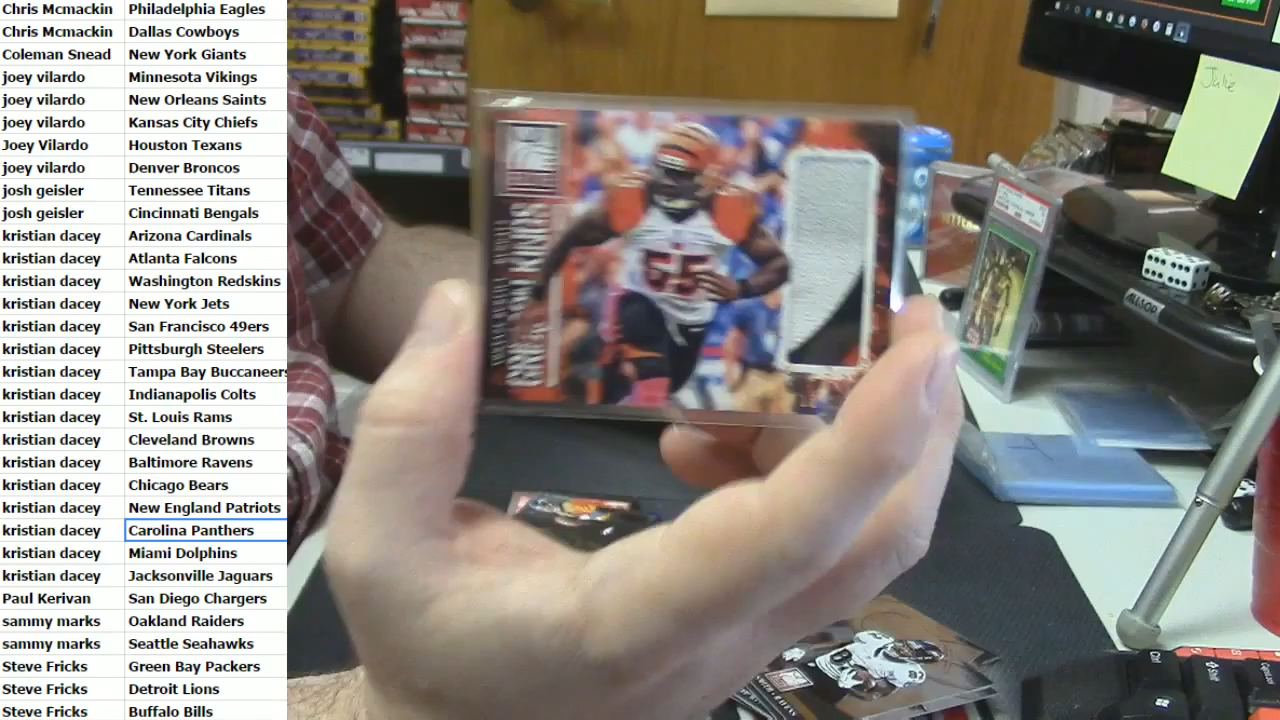 Chris Mcmackin Philadelphia Eagles
Chris Mcmackin Dallas Cowboys
Coleman Snead New York Giants
joey vilardo Minnesota Vikings
joey vilardo New Orleans Saints
joey vilardo Kansas City Chiefs
Joey Vilardo Houston Texans
joey vilardo Denver Broncos
josh geisler Tennessee Titans
josh geisler Cincinnati Bengals
kristian dacey Arizona Cardinals
kristian dacey Atlanta Falcons
kristian dacey Washington Redskins
kristian dacey New York Jets
kristian dacey San Francisco 49ers
kristian dacey Pittsburgh Steelers
kristian dacey Tampa Bay Buccaneers
kristian dacey Indianapolis Colts
kristian dacey St. Louis Rams
kristian dacey Cleveland Browns
kristian dacey Baltimore Ravens
kristian dacey Chicago Bears
kristian dacey New England Patriots
kristian dacey Carolina Panthers
kristian dacey Miami Dolphins
kristian dacey Jacksonville Jaguars
Paul Kerivan San Diego Chargers
sammy marks Oakland Raiders
sammy marks Seattle Seahawks
Steve Fricks Green Bay Packers
Steve Fricks Detroit Lions
Steve Fricks Buffalo Bills
KINGS
55
Julie
ALLSOP
Ctrl
Shift